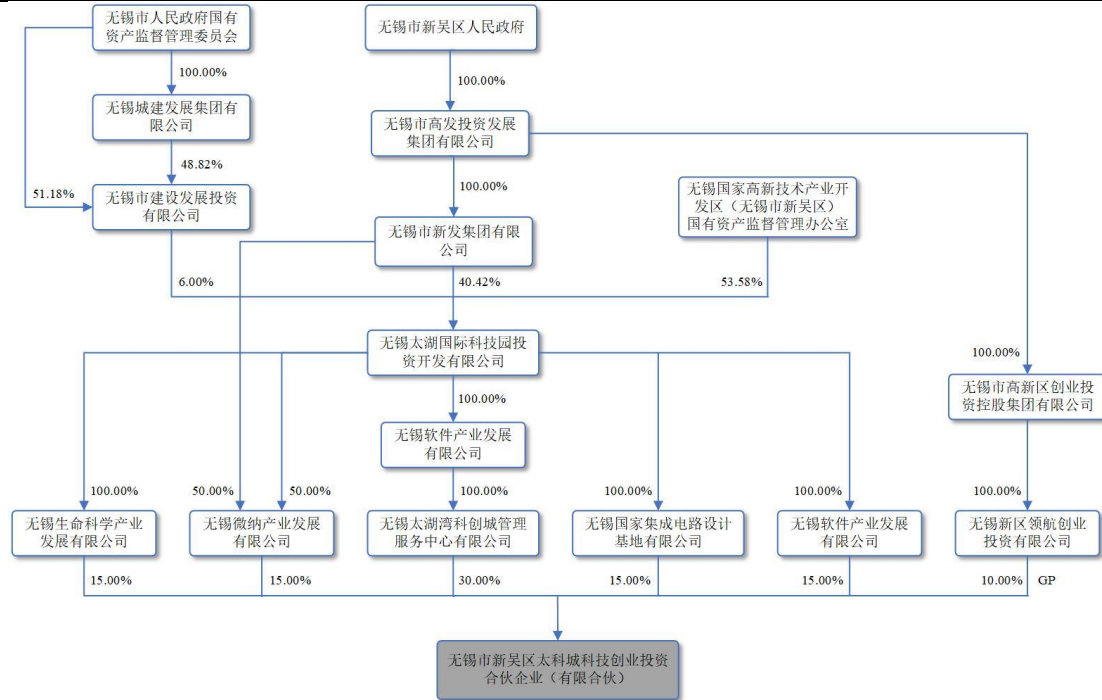 无锡市人民政府国有
资产监督管理委员会
无锡市新吴区人民政府
100.00%
100.00%
无锡城建发展集团有
限公司
无锡市高发投资发展
集团有限公司
48.82%
51.18%
100.00%
无锡市建设发展投资
有限公司
无锡国家高新技术产业开
发区（无锡市新吴区）
国有资产监督管理办公室
无锡市新发集团有限
公司
6.00%
40.42%
53.58%
无锡太湖国际科技园投
资开发有限公司
100.00%
无锡市高新区创业投
资控股集团有限公司
100.00%
无锡软件产业发展
有限公司
100.00%
50.00%
50.00%
100.00%
100.00%
100.00%
100.00%
无锡生命科学产业
发展有限公司
无锡微纳产业发展
有限公司
无锡太湖湾科创城管理
服务中心有限公司
无锡国家集成电路设计
基地有限公司
无锡软件产业发展
有限公司
无锡新区领航创业
投资有限公司
15.00%
15.00%
30.00%
15.00%
15.00%
10.00% GP
无锡市新吴区太科城科技创业投资
合伙企业（有限合伙）